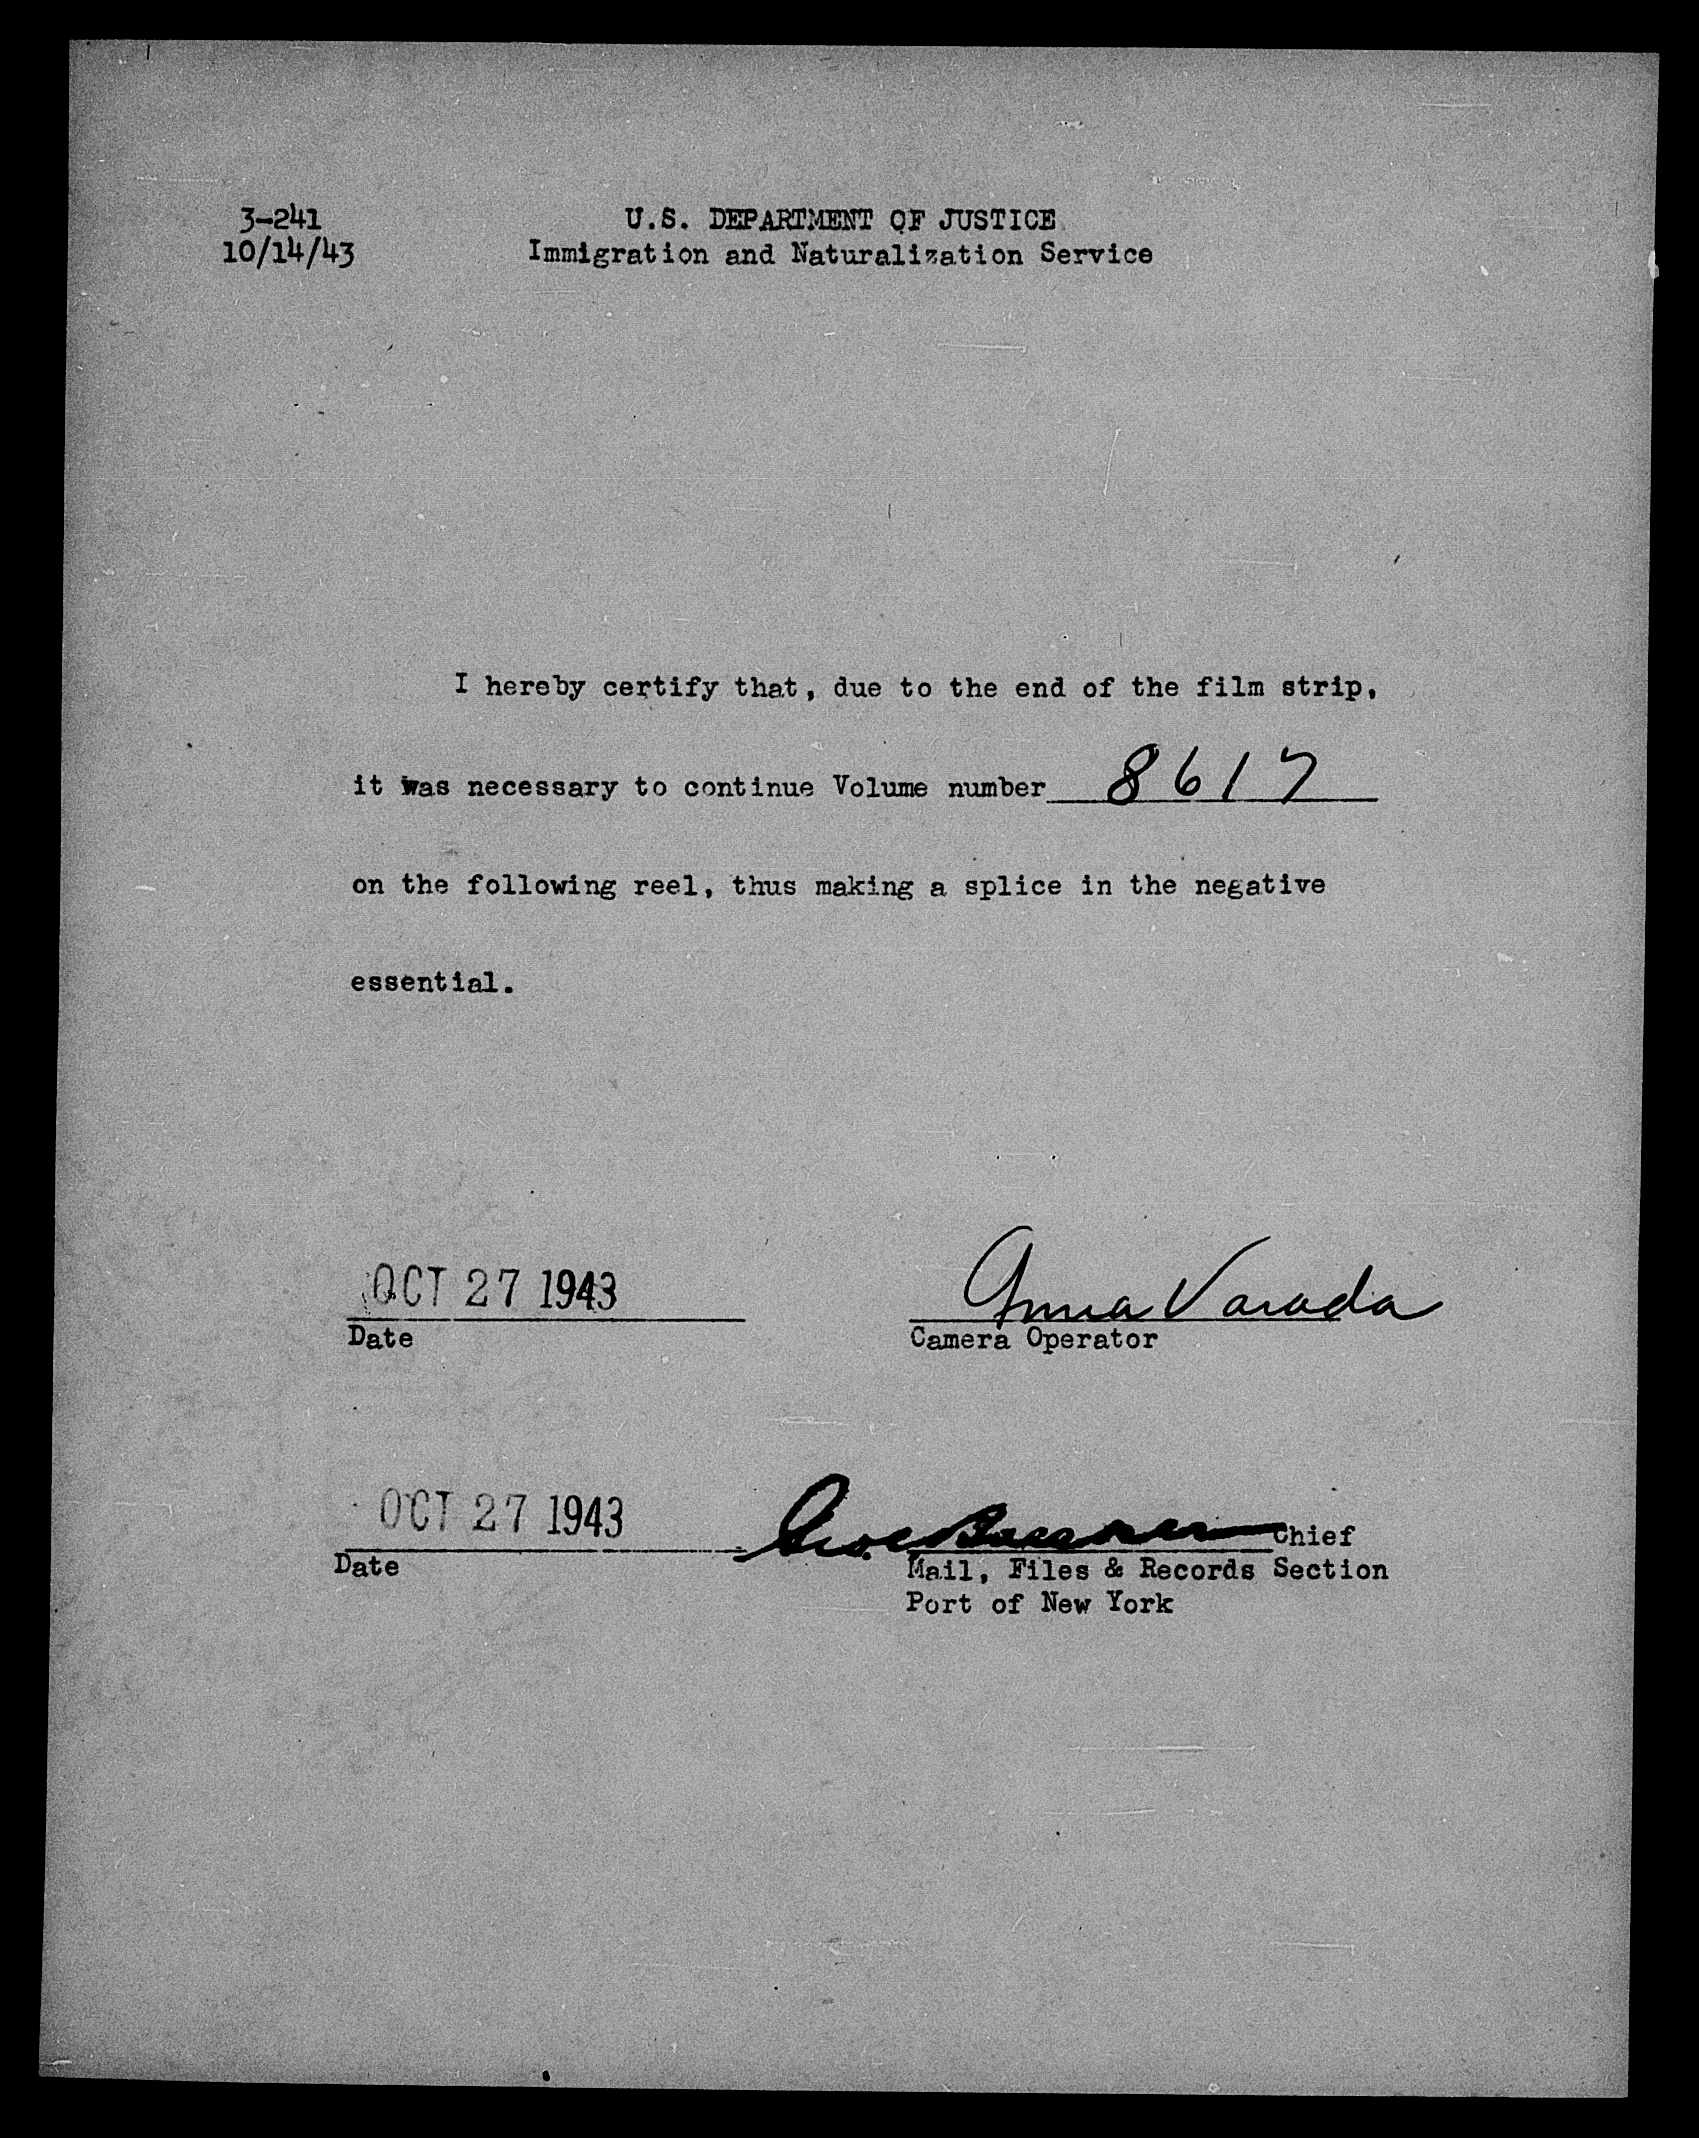 3-241
10/14/43
U.S. DEPARTMENT OF JUSTICE
Immigration and Naturalization Service
I hereby certify that, due to the end of the film strip,
it was necessary to continue Volume number 8617
on the following reel, thus making a splice in the negative
essential.
OCT 27 1943
Date
Anna Varada
Camera Operator
OCT 27 1943
Date
Chief
Mail, Files & Records Section
Port of New York